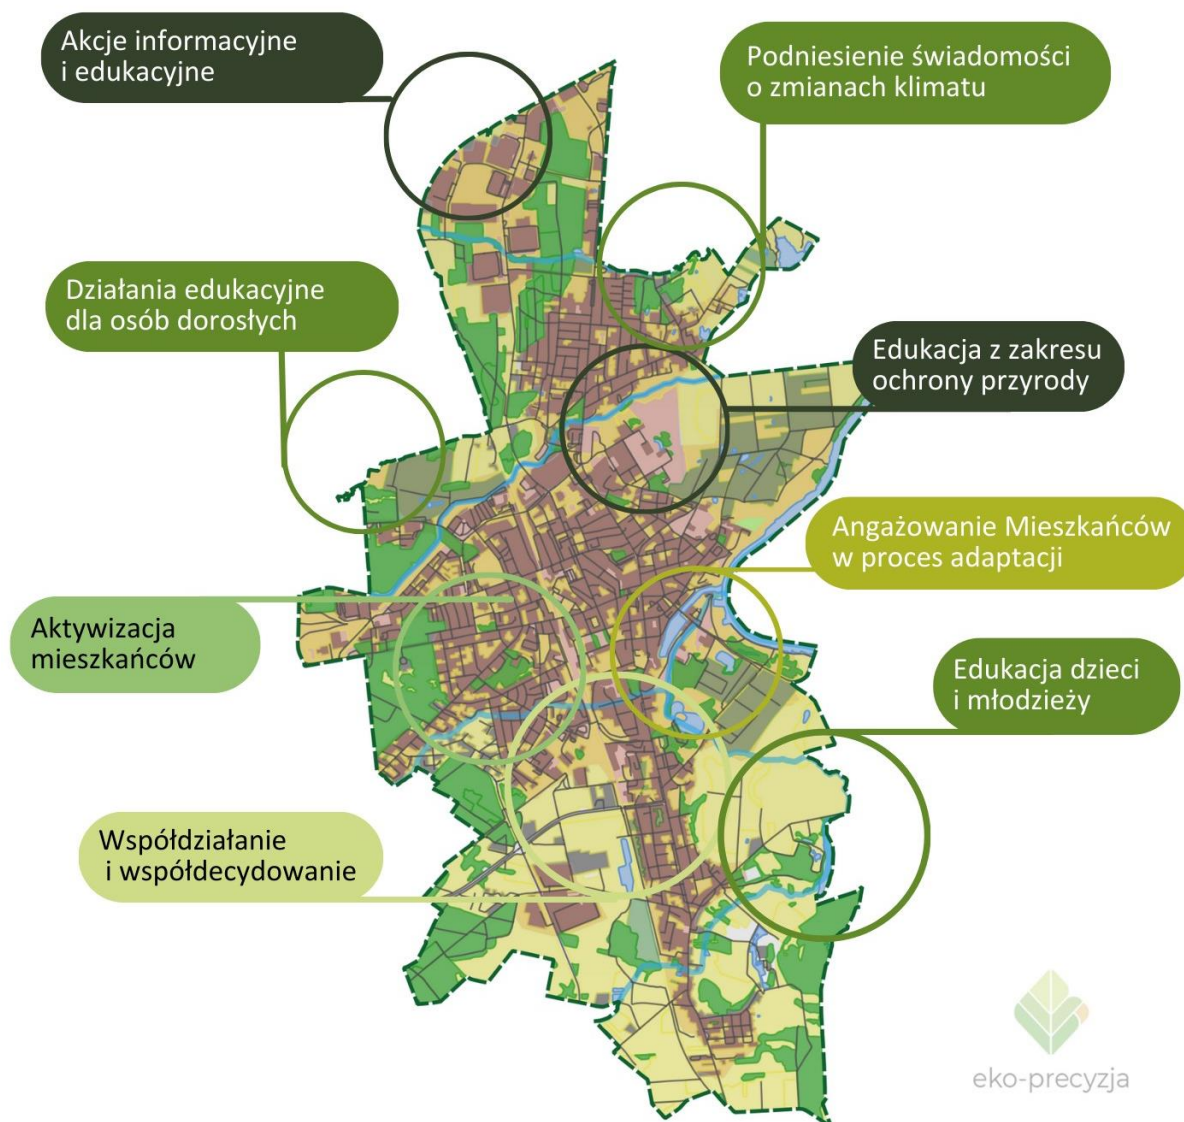 Akcje informacyjne
i edukacyjne
Podniesienie świadomości
o zmianach klimatu
Działania edukacyjne
dla osób dorosłych
Edukacja z zakresu
ochrony przyrody
Angażowanie Mieszkańców
w proces adaptacji
Aktywizacja
mieszkańców
Edukacja dzieci
i młodzieży
Współdziałanie
i współdecydowanie
eko-precyzja